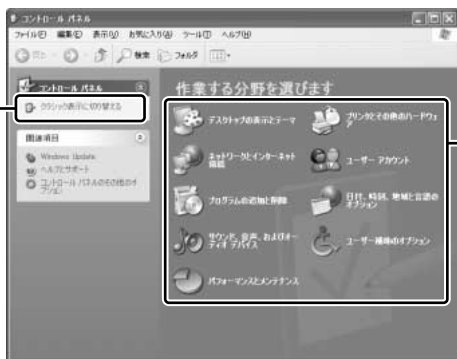 コントロール パネル
ファイル(F) 編集(E) 表示(V) お気に入り(A) ツール(T) ヘルプ(H)
戻る 検索 フォルダ
コントロール パネル
クラシック表示に切り替える
関連項目
Windows Update
ヘルプとサポート
コントロール パネルのその他のオ
プション
作業する分野を選びます
デスクトップの表示とテーマ
プリンタとその他のハードウェ
ア
ネットワークとインターネット
接続
ユーザー アカウント
プログラムの追加と削除
日付、時刻、地域と言語の
オプション
サウンド、音声、およびオー
ディオ デバイス
ユーザー補助のオプション
パフォーマンスとメンテナンス